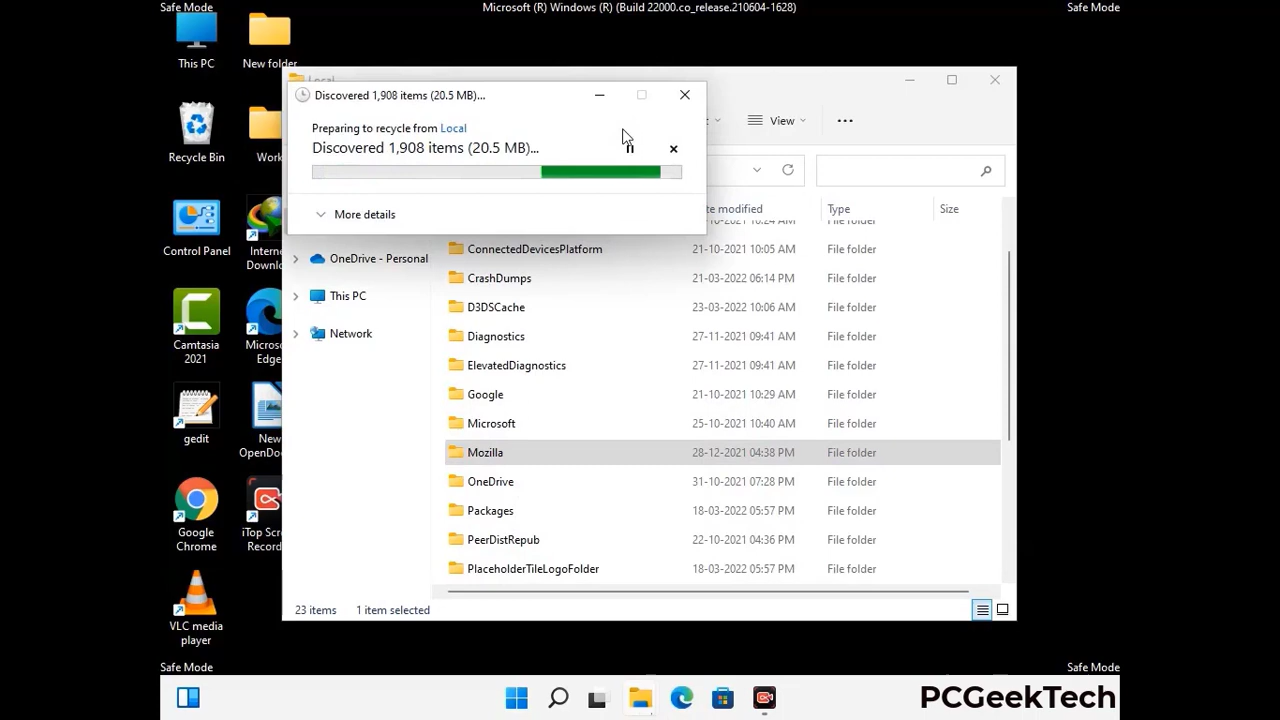 Safe Mode
Microsoft (R) Windows (R) (Build 22000.co_release.210604-1628)
Safe Mode
This PC
New folder
Recycle Bin
Work
Control Panel
Intern
Downlo
Camtasia
2021
Micros
Edge
gedit
New
OpenDo
Google
Chrome
iTop Scr
Record
VLC media
player
Local
Discovered 1,908 items (20.5 MB)...
Preparing to recycle from Local
Discovered 1,908 items (20.5 MB)...
More details
View
te modified
Type
Size
OneDrive - Personal
This PC
Network
File folder
ConnectedDevicesPlatform 21-10-2021 10:05 AM File folder
CrashDumps 21-03-2022 06:14 PM File folder
D3DSCache 23-03-2022 10:06 AM File folder
Diagnostics 27-11-2021 09:41 AM File folder
ElevatedDiagnostics 27-11-2021 09:41 AM File folder
Google 21-10-2021 10:29 AM File folder
Microsoft 25-10-2021 10:40 AM File folder
Mozilla 28-12-2021 04:38 PM File folder
OneDrive 31-10-2021 07:28 PM File folder
Packages 18-03-2022 05:57 PM File folder
PeerDistRepub 22-10-2021 04:36 PM File folder
PlaceholderTileLogoFolder 18-03-2022 05:57 PM File folder
23 items 1 item selected
Safe Mode
Safe Mode
PCGeekTech